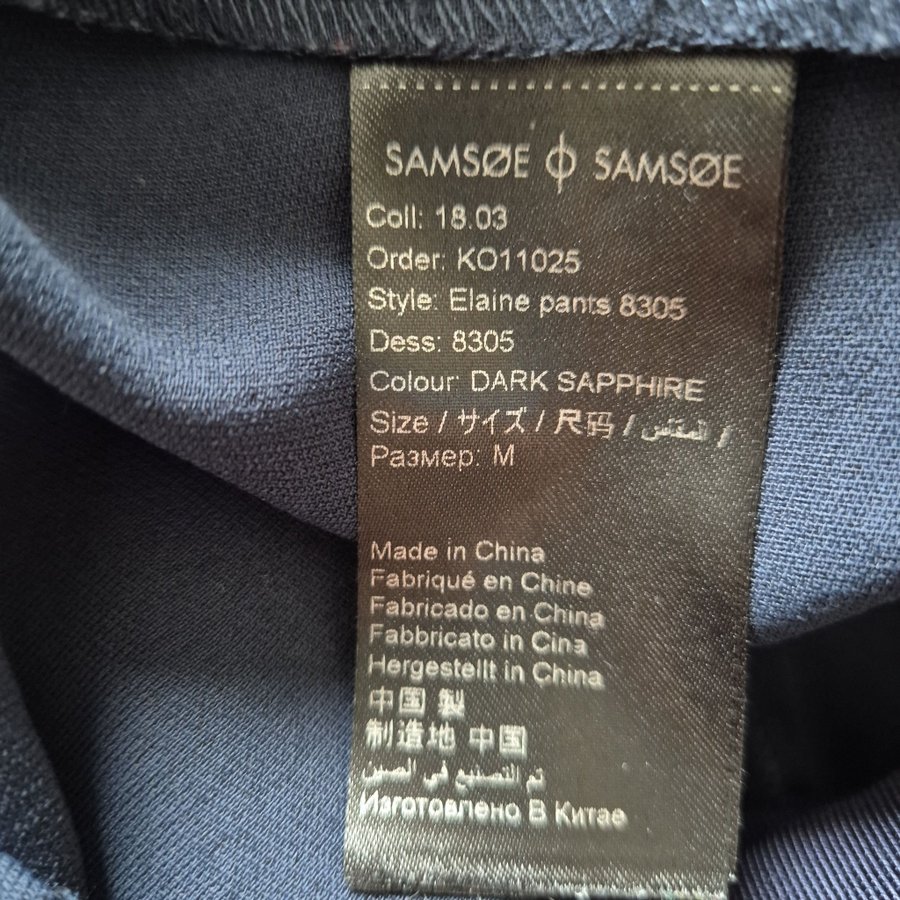 SAMSØE ф SAMSØE
Coll: 18.03
Order: KO11025
Style: Elaine pants 8305
Dess: 8305
Colour: DARK SAPPHIRE
Size / サイズ / 尺码 / المقاس /
Размер: M
Made in China
Fabriqué en Chine
Fabricado en China
Fabbricato in Cina
Hergestellt in China
中国 製
制造地 中国
تم التصنيع في الصين
Изготовлено В Китае